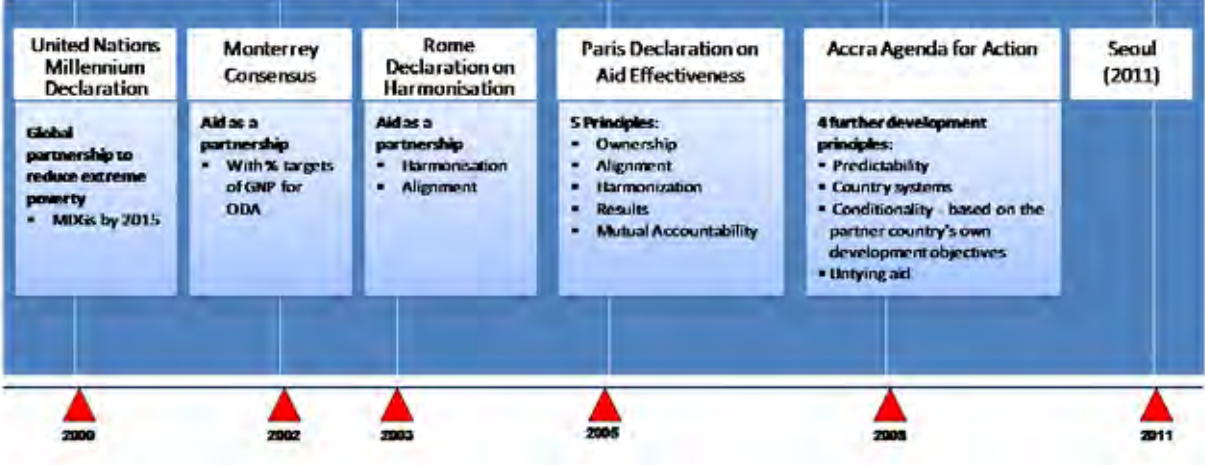 United Nations
Millennium
Declaration
Global
partnership to
reduce extreme
poverty
▪ MDGs by 2015
Monterrey
Consensus
Aid as a
partnership
▪ With % targets
of GNP for
ODA
Rome
Declaration on
Harmonisation
Aid as a
partnership
▪ Harmonisation
▪ Alignment
Paris Declaration on
Aid Effectiveness
5 Principles:
▪ Ownership
▪ Alignment
▪ Harmonization
▪ Results
▪ Mutual Accountability
Accra Agenda for Action
4 further development
principles:
▪ Predictability
▪ Country systems
▪ Conditionality - based on the
partner country's own
development objectives
▪ Untying aid
Seoul
(2011)
2000
2002
2003
2005
2008
2011